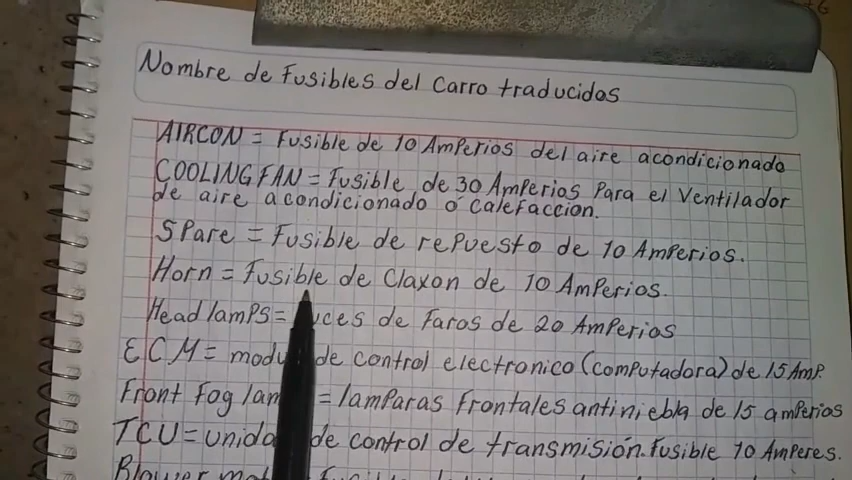 Nombre de Fusibles del Carro traducidos
AIRCON = Fusible de 10 Amperios del aire acondicionado
COOLING FAN = Fusible de 30 Amperios Para el Ventilador
de aire acondicionado ó calefaccion.
SPare = Fusible de repuesto de 10 Amperios.
Horn = Fusible de Claxon de 10 Amperios.
Head lamps = uces de Faros de 20 Amperios
E C M = modu de control electronico (computadora) de 15 Amp.
Front Fog lam = lamparas Frontales antiniebla de 15 amperios
TCU = unida de control de transmisión. Fusible 10 Amperes.
Blower mot